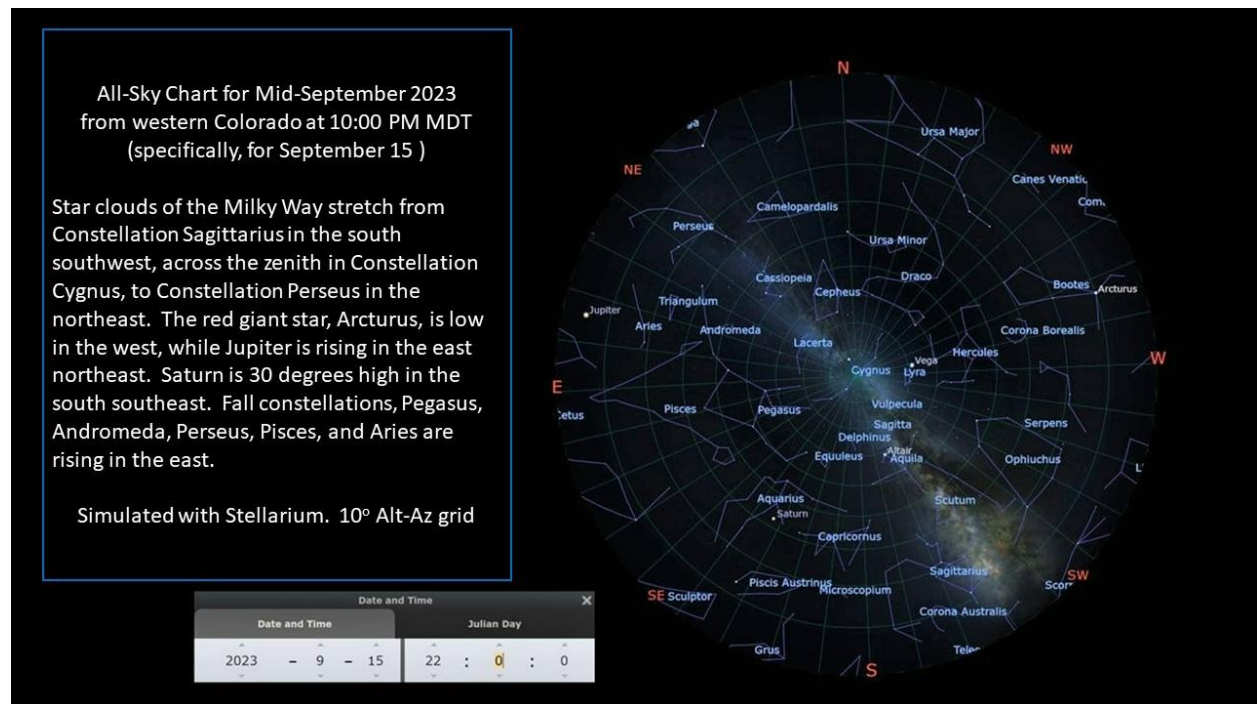 All-Sky Chart for Mid-September 2023
from western Colorado at 10:00 PM MDT
(specifically, for September 15 )
Star clouds of the Milky Way stretch from
Constellation Sagittarius in the south
southwest, across the zenith in Constellation
Cygnus, to Constellation Perseus in the
northeast.  The red giant star, Arcturus, is low
in the west, while Jupiter is rising in the east
northeast.  Saturn is 30 degrees high in the
south southeast.  Fall constellations, Pegasus,
Andromeda, Perseus, Pisces, and Aries are
rising in the east.
Simulated with Stellarium.  10° Alt-Az grid
Date and Time
Date and Time
Julian Day
2023 - 9 - 15
22 : 0 : 0
N
Ursa Major
NW
NE
Canes Venatic
Com
Camelopardalis
Perseus
Ursa Minor
Cassiopeia
Draco
Cepheus
Bootes
Arcturus
Triangulum
Jupiter
Aries
Andromeda
Corona Borealis
Lacerta
Hercules
Vega
W
Cygnus
Lyra
E
Cetus
Pisces
Pegasus
Vulpecula
Sagitta
Serpens
Delphinus
Equuleus
Altair
Aquila
Ophiuchus
Aquarius
Scutum
Saturn
Capricornus
Sagittarius
SW
Piscis Austrinus
Microscopium
Scor
SE
Sculptor
Corona Australis
Grus
Tele
S